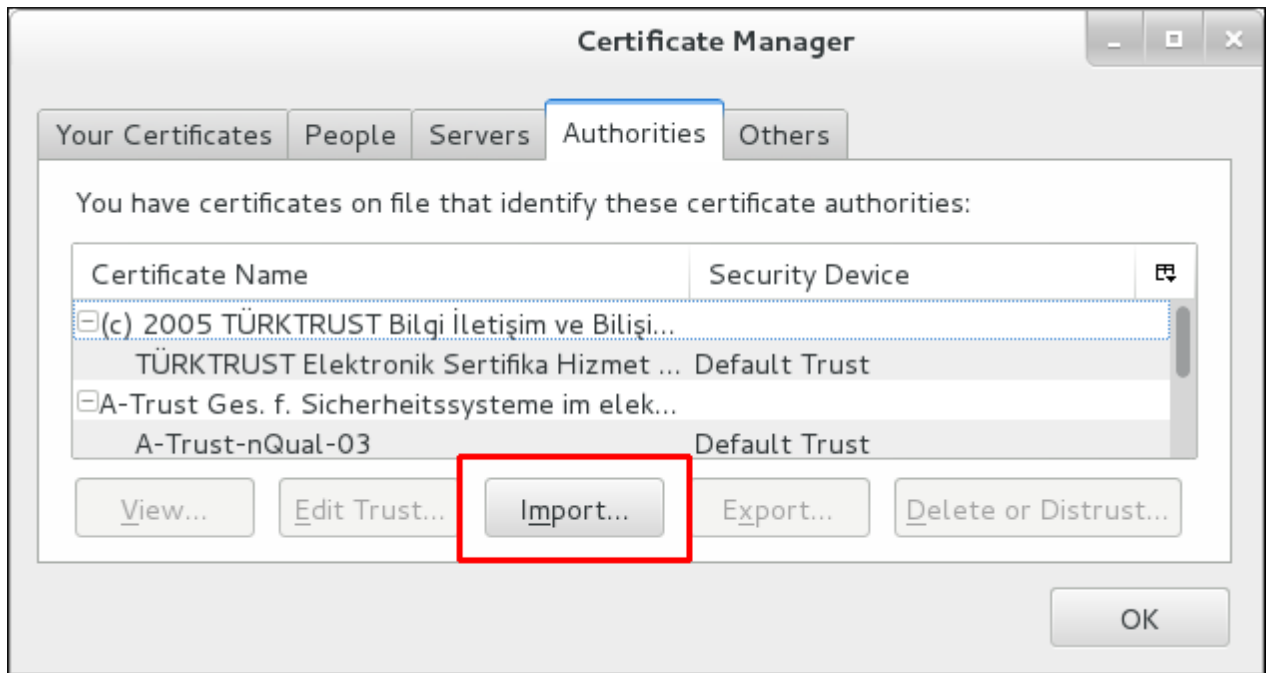 Certificate Manager
Your Certificates People Servers Authorities Others
You have certificates on file that identify these certificate authorities:
Certificate Name Security Device
(c) 2005 TÜRKTRUST Bilgi İletişim ve Bilişi...
TÜRKTRUST Elektronik Sertifika Hizmet ... Default Trust
A-Trust Ges. f. Sicherheitssysteme im elek...
A-Trust-nQual-03 Default Trust
View... Edit Trust... Import... Export... Delete or Distrust...
OK